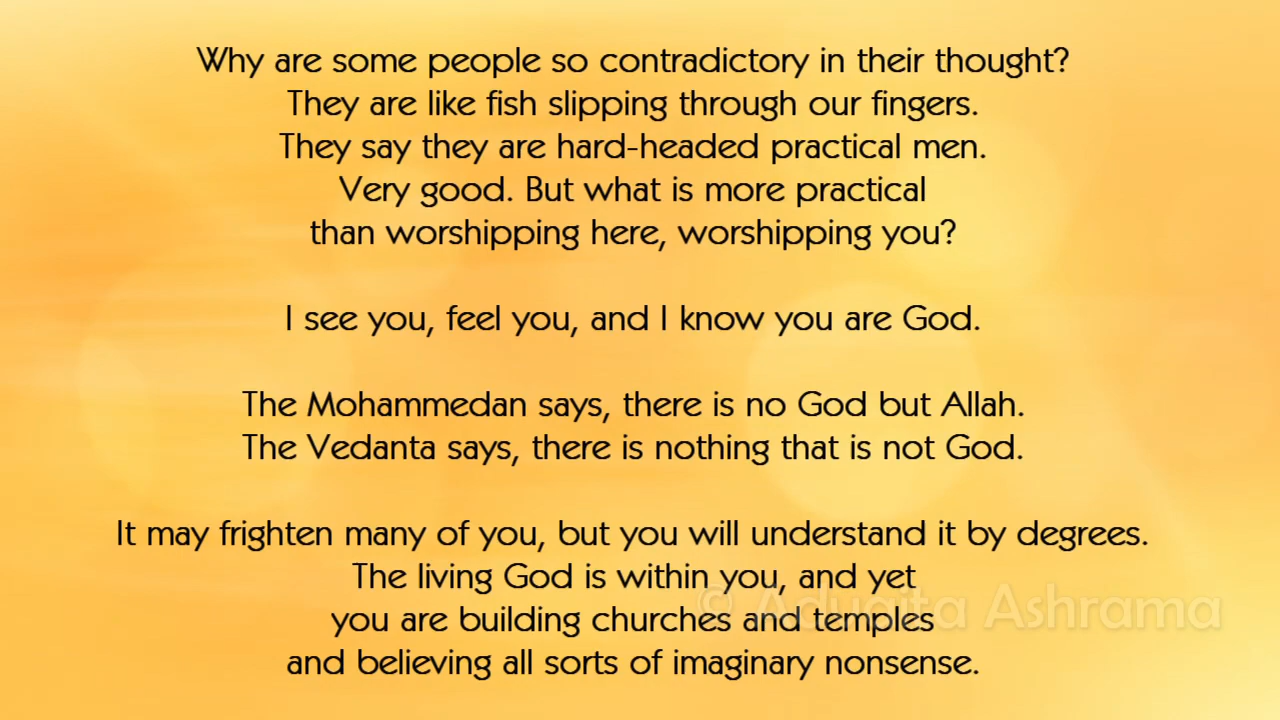 Why are some people so contradictory in their thought?
They are like fish slipping through our fingers.
They say they are hard-headed practical men.
Very good. But what is more practical
than worshipping here, worshipping you?
I see you, feel you, and I know you are God.
The Mohammedan says, there is no God but Allah.
The Vedanta says, there is nothing that is not God.
It may frighten many of you, but you will understand it by degrees.
The living God is within you, and yet
you are building churches and temples
and believing all sorts of imaginary nonsense.
© Advaita Ashrama